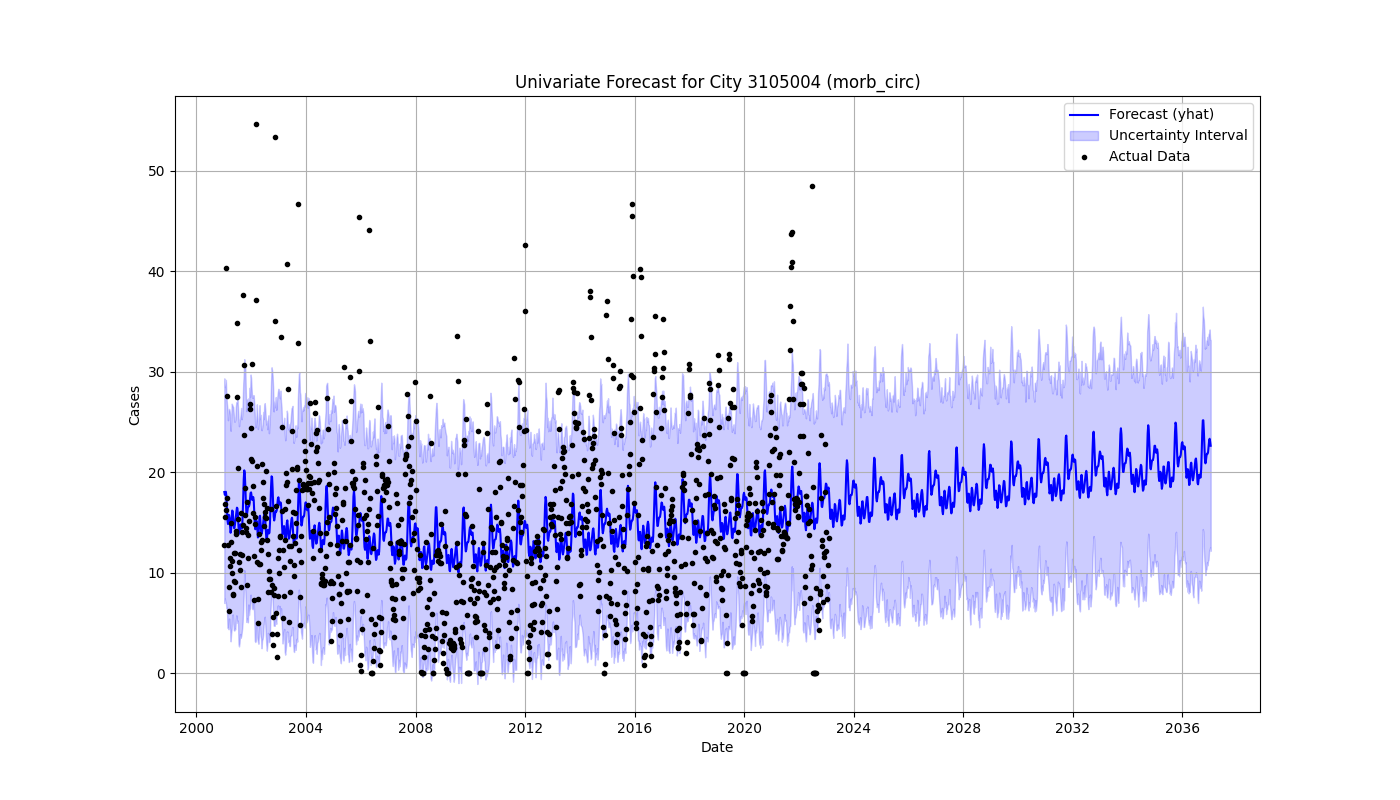 Univariate Forecast for City 3105004 (morb_circ)
Forecast (yhat)
Uncertainty Interval
Actual Data
Cases
50
40
30
20
10
0
2000 2004 2008 2012 2016 2020 2024 2028 2032 2036
Date